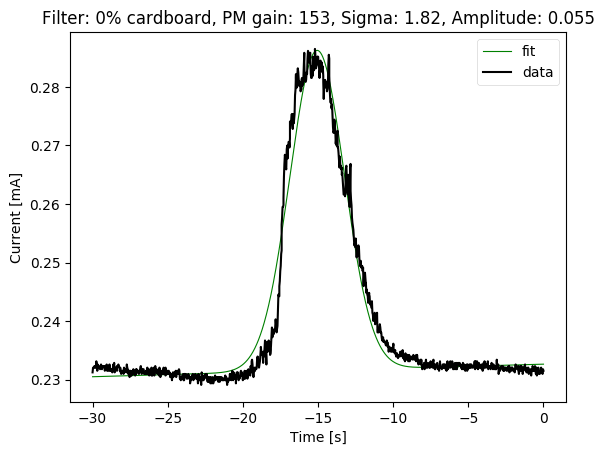 Filter: 0% cardboard, PM gain: 153, Sigma: 1.82, Amplitude: 0.055
fit
data
0.28
0.27
0.26
0.25
0.24
0.23
Current [mA]
−30 −25 −20 −15 −10 −5 0
Time [s]